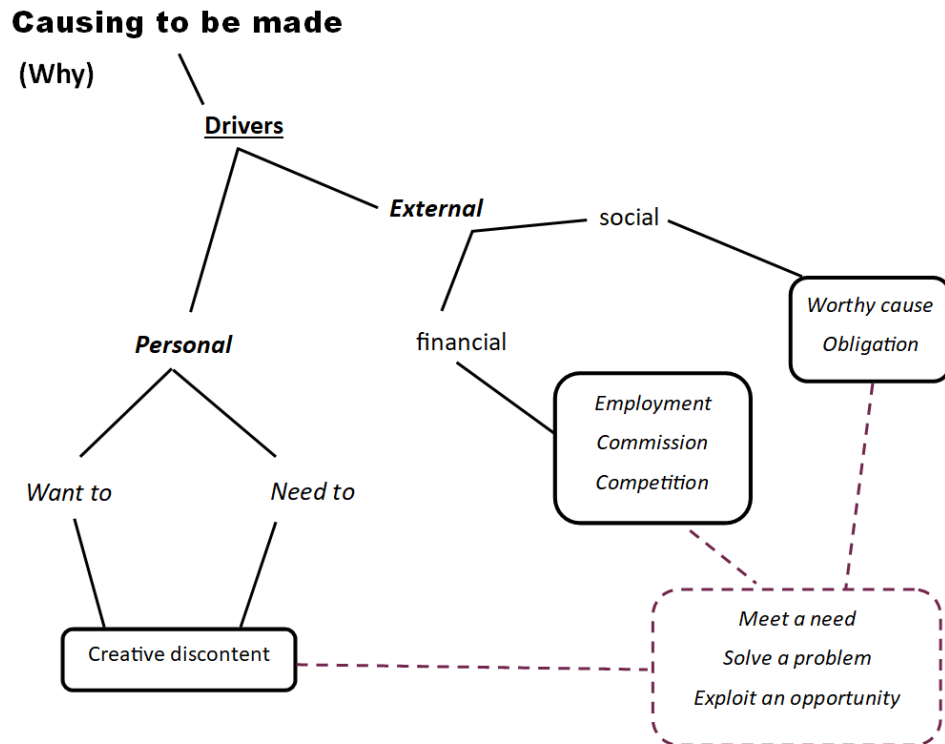 Causing to be made
(Why)
Drivers
External
social
Worthy cause
Obligation
Personal
financial
Employment
Commission
Competition
Want to
Need to
Meet a need
Solve a problem
Exploit an opportunity
Creative discontent